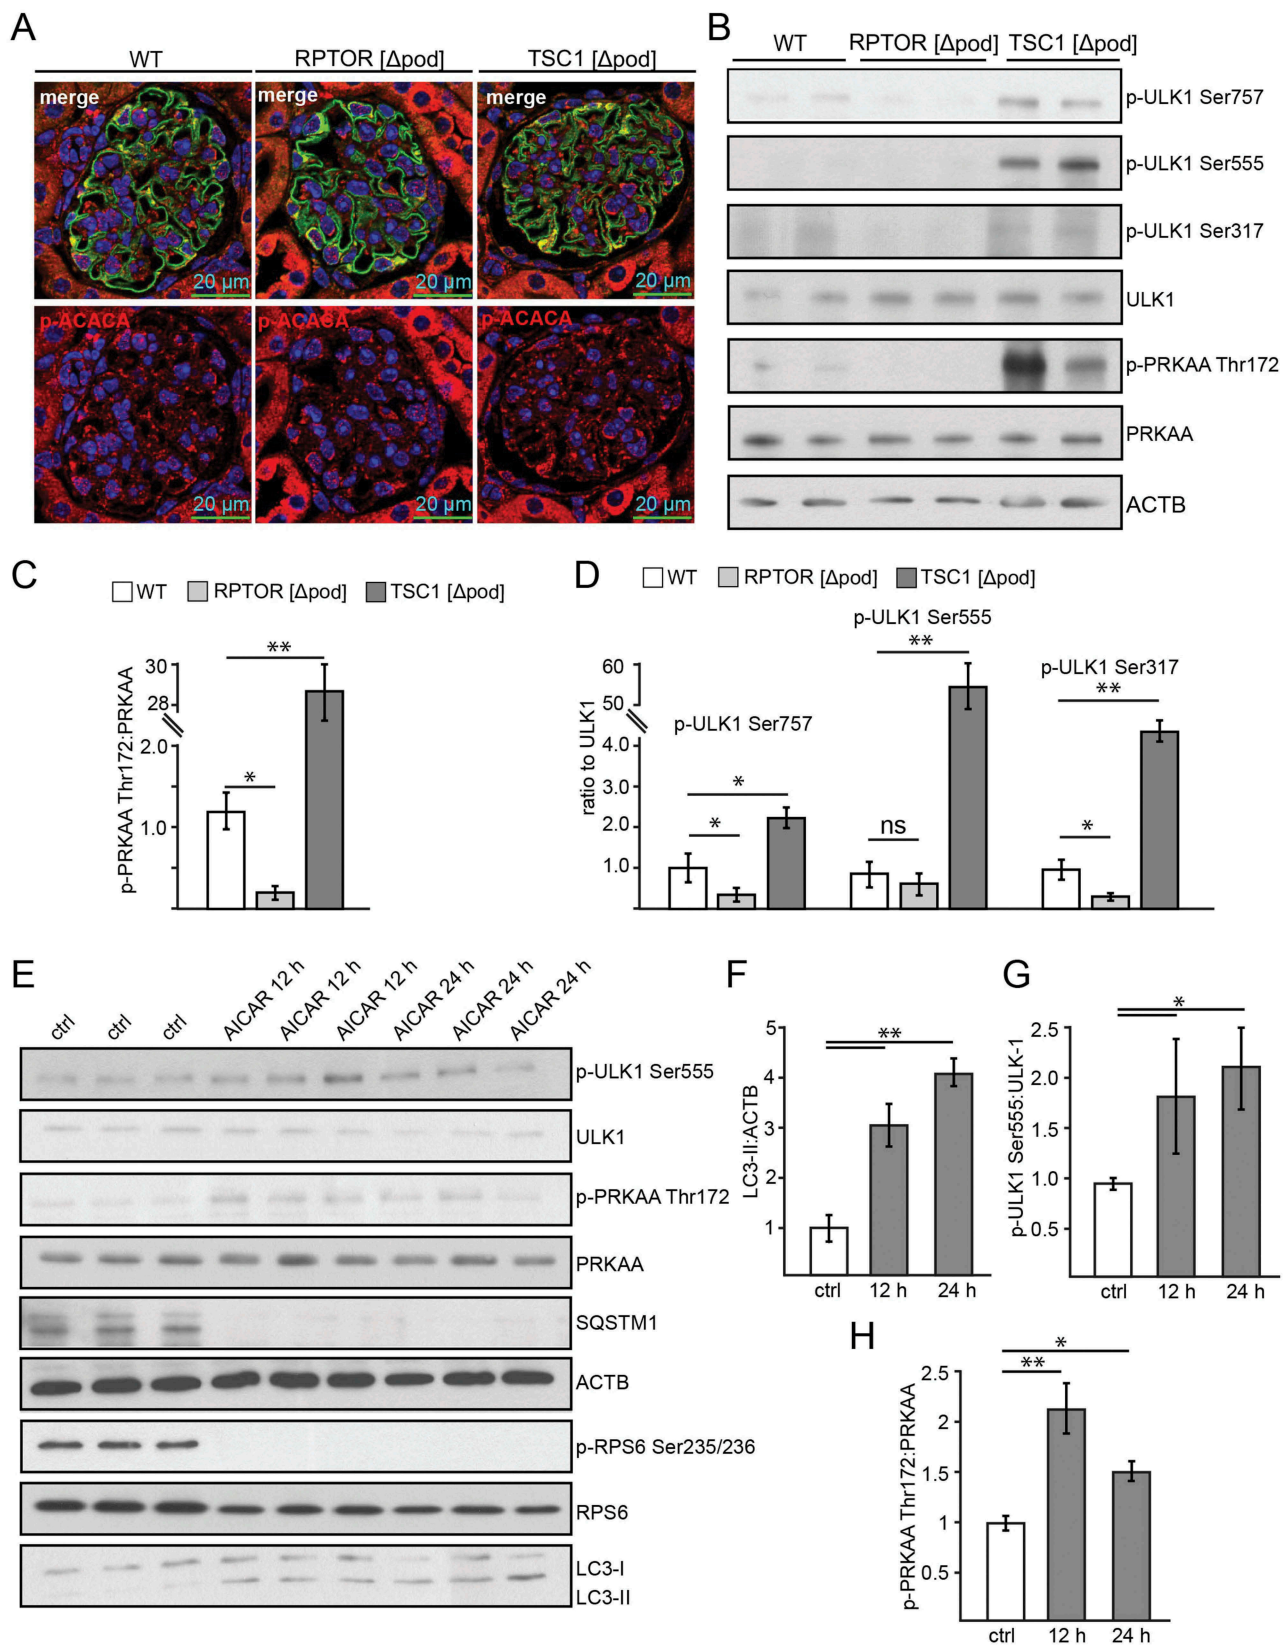 A
WT
RPTOR [Δpod]
TSC1 [Δpod]
merge
merge
merge
20 µm
20 µm
20 µm
p-ACACA
p-ACACA
p-ACACA
20 µm
20 µm
20 µm
B
WT
RPTOR [Δpod]
TSC1 [Δpod]
p-ULK1 Ser757
p-ULK1 Ser555
p-ULK1 Ser317
ULK1
p-PRKAA Thr172
PRKAA
ACTB
C
WT
RPTOR [Δpod]
TSC1 [Δpod]
p-PRKAA Thr172:PRKAA
30
28
2.0
1.0
**
*
D
WT
RPTOR [Δpod]
TSC1 [Δpod]
ratio to ULK1
60
50
4.0
3.0
2.0
1.0
p-ULK1 Ser757
*
*
p-ULK1 Ser555
**
ns
p-ULK1 Ser317
**
*
E
ctrl
ctrl
ctrl
AICAR 12 h
AICAR 12 h
AICAR 12 h
AICAR 24 h
AICAR 24 h
AICAR 24 h
p-ULK1 Ser555
ULK1
p-PRKAA Thr172
PRKAA
SQSTM1
ACTB
p-RPS6 Ser235/236
RPS6
LC3-I
LC3-II
F
LC3-II:ACTB
5
4
3
2
1
**
ctrl
12 h
24 h
G
p-ULK1 Ser555:ULK-1
2.5
2.0
1.5
1.0
0.5
*
ctrl
12 h
24 h
H
p-PRKAA Thr172:PRKAA
2.5
2
1.5
1
0.5
*
**
ctrl
12 h
24 h